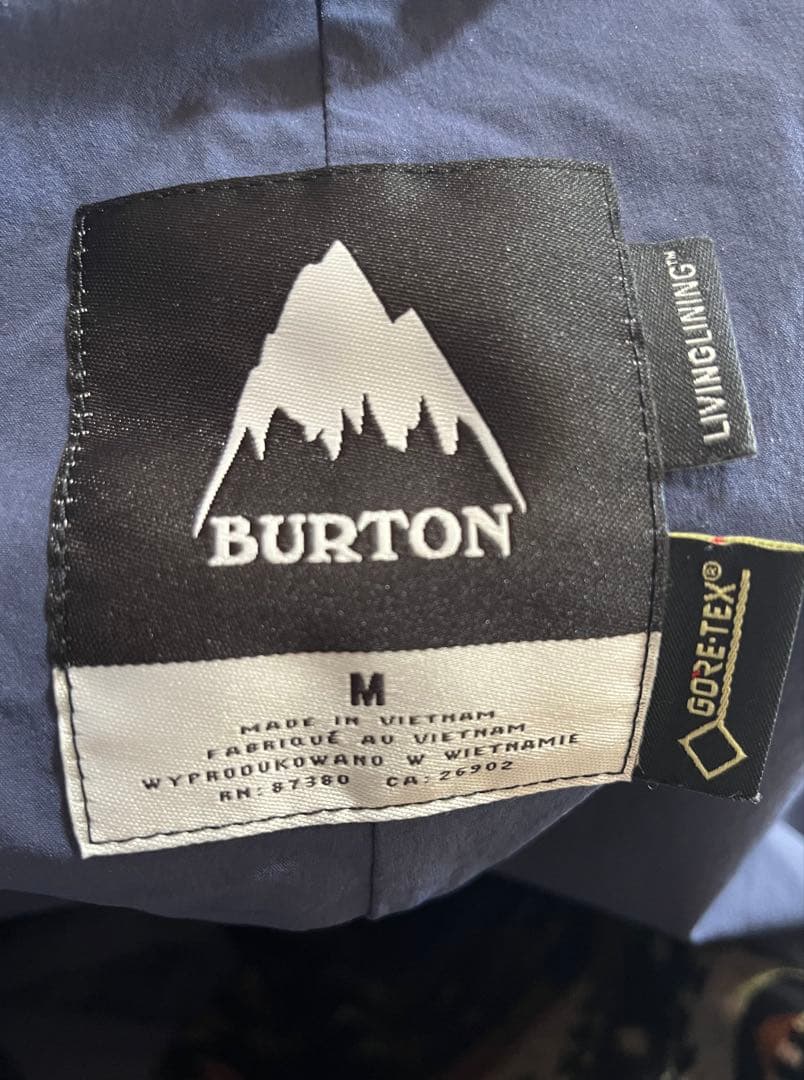 BURTON
M
MADE IN VIETNAM
FABRIQUÉ AU VIETNAM
WYPRODUKOWANO W WIETNAMIE
RN: 87380 CA: 26902
LIVINGLINING™
GORE-TEX®